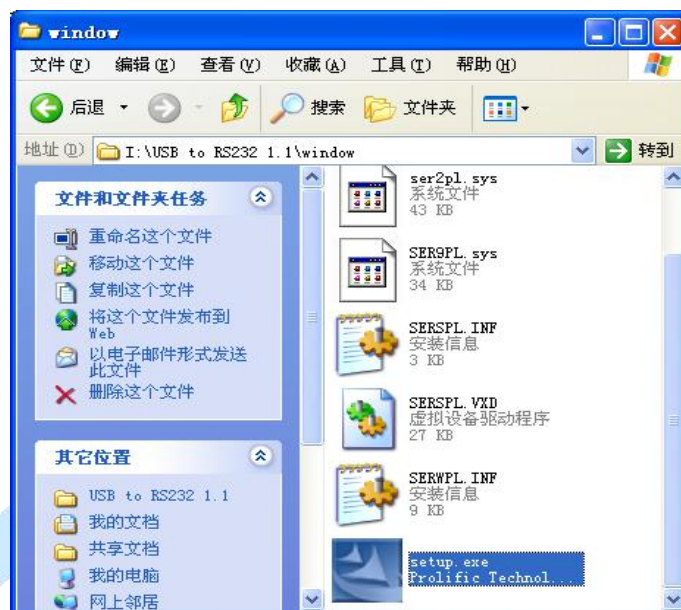 window
文件(F) 编辑(E) 查看(V) 收藏(A) 工具(T) 帮助(H)
后退 搜索 文件夹
地址(D) I:\USB to RS232 1.1\window 转到
文件和文件夹任务
重命名这个文件
移动这个文件
复制这个文件
将这个文件发布到
Web
以电子邮件形式发送
此文件
删除这个文件
其它位置
USB to RS232 1.1
我的文档
共享文档
我的电脑
网上邻居
ser2pl.sys
系统文件
43 KB
SER9PL.sys
系统文件
34 KB
SERSPL.INF
安装信息
3 KB
SERSPL.VXD
虚拟设备驱动程序
27 KB
SERWPL.INF
安装信息
9 KB
setup.exe
Prolific Technol...